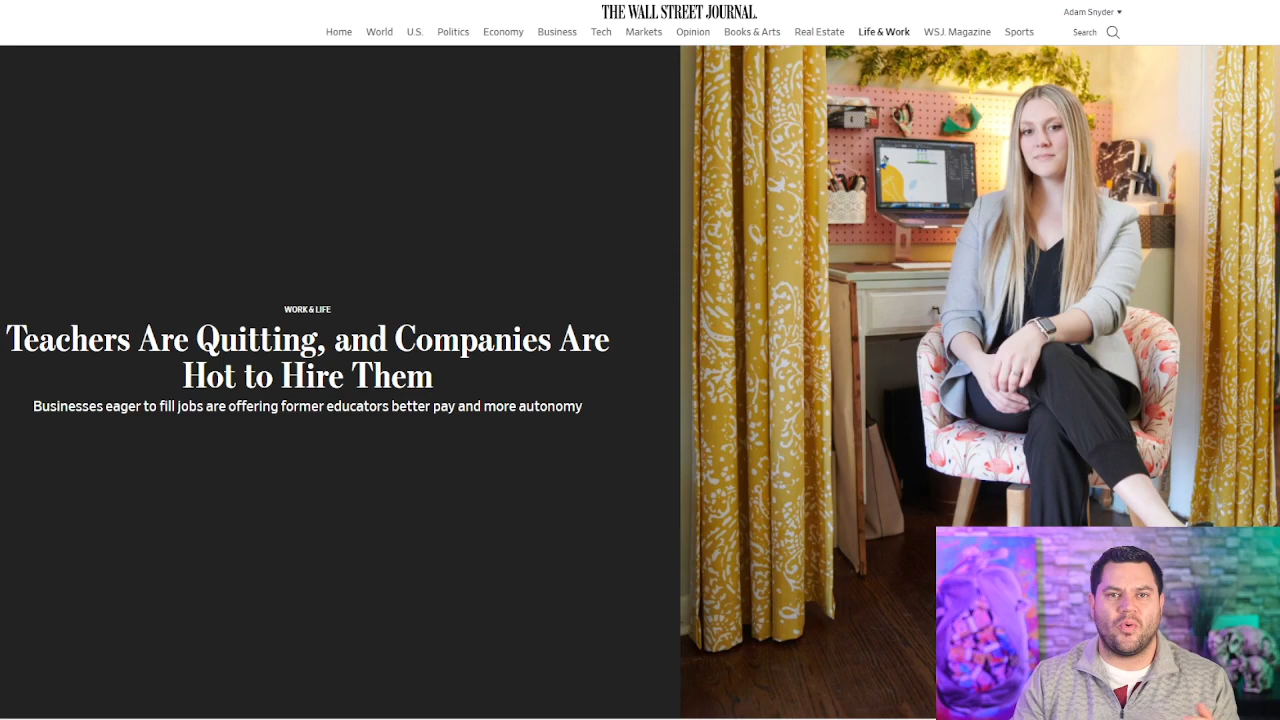 THE WALL STREET JOURNAL.
Adam Snyder
Home World U.S. Politics Economy Business Tech Markets Opinion Books & Arts Real Estate Life & Work WSJ. Magazine Sports Search
WORK & LIFE
Teachers Are Quitting, and Companies Are
Hot to Hire Them
Businesses eager to fill jobs are offering former educators better pay and more autonomy